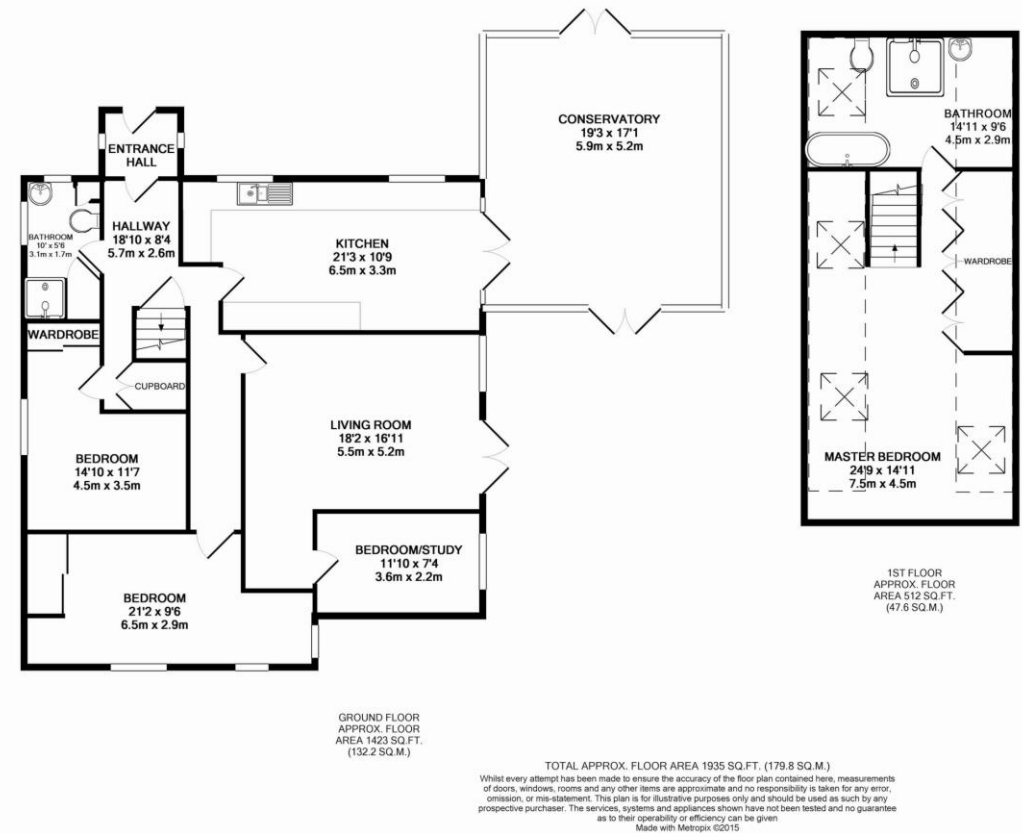 CONSERVATORY
19'3 x 17'1
5.9m x 5.2m
ENTRANCE
HALL
BATHROOM
10' x 5'6
3.1m x 1.7m
HALLWAY
18'10 x 8'4
5.7m x 2.6m
KITCHEN
21'3 x 10'9
6.5m x 3.3m
WARDROBE
CUPBOARD
LIVING ROOM
18'2 x 16'11
5.5m x 5.2m
BEDROOM
14'10 x 11'7
4.5m x 3.5m
BEDROOM/STUDY
11'10 x 7'4
3.6m x 2.2m
BEDROOM
21'2 x 9'6
6.5m x 2.9m
GROUND FLOOR
APPROX. FLOOR
AREA 1423 SQ.FT.
(132.2 SQ.M.)
BATHROOM
14'11 x 9'6
4.5m x 2.9m
WARDROBE
MASTER BEDROOM
24'9 x 14'11
7.5m x 4.5m
1ST FLOOR
APPROX. FLOOR
AREA 512 SQ.FT.
(47.6 SQ.M.)
TOTAL APPROX. FLOOR AREA 1935 SQ.FT. (179.8 SQ.M.)
Whilst every attempt has been made to ensure the accuracy of the floor plan contained here, measurements
of doors, windows, rooms and any other items are approximate and no responsibility is taken for any error,
omission, or mis-statement. This plan is for illustrative purposes only and should be used as such by any
prospective purchaser. The services, systems and appliances shown have not been tested and no guarantee
as to their operability or efficiency can be given
Made with Metropix ©2015